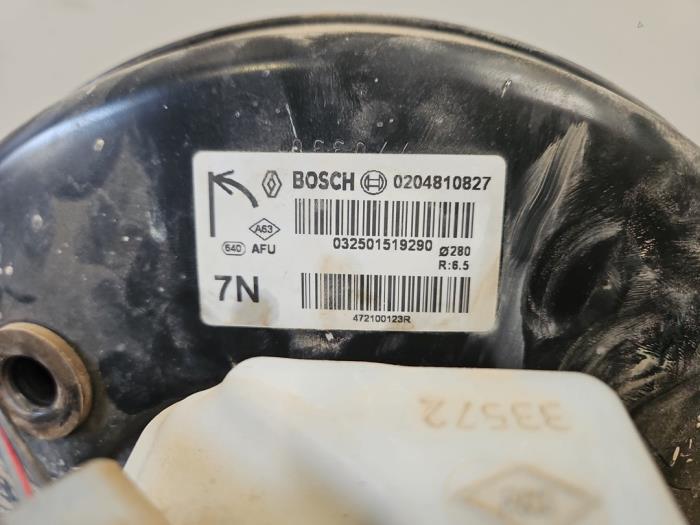 BOSCH 0204810827
A63
032501519290
640 AFU
Ø280
R:6.5
7N
472100123R
33572